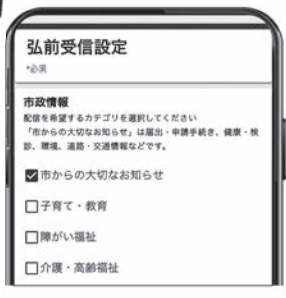 弘前受信設定
*必須
市政情報
配信を希望するカテゴリを選択してください
「市からの大切なお知らせ」は届出・申請手続き、健康・検
診、環境、道路・交通情報などです。
市からの大切なお知らせ
子育て・教育
障がい福祉
介護・高齢福祉